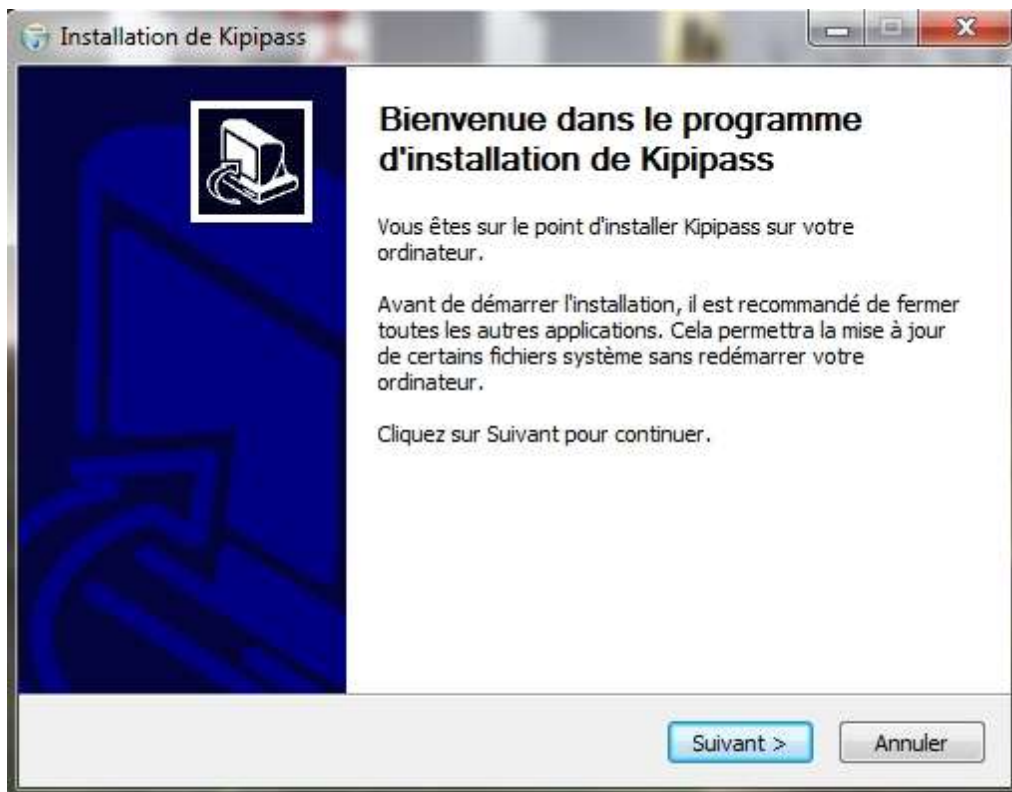 Installation de Kipipass
Bienvenue dans le programme
d'installation de Kipipass
Vous êtes sur le point d'installer Kipipass sur votre
ordinateur.
Avant de démarrer l'installation, il est recommandé de fermer
toutes les autres applications. Cela permettra la mise à jour
de certains fichiers système sans redémarrer votre
ordinateur.
Cliquez sur Suivant pour continuer.
Suivant >
Annuler